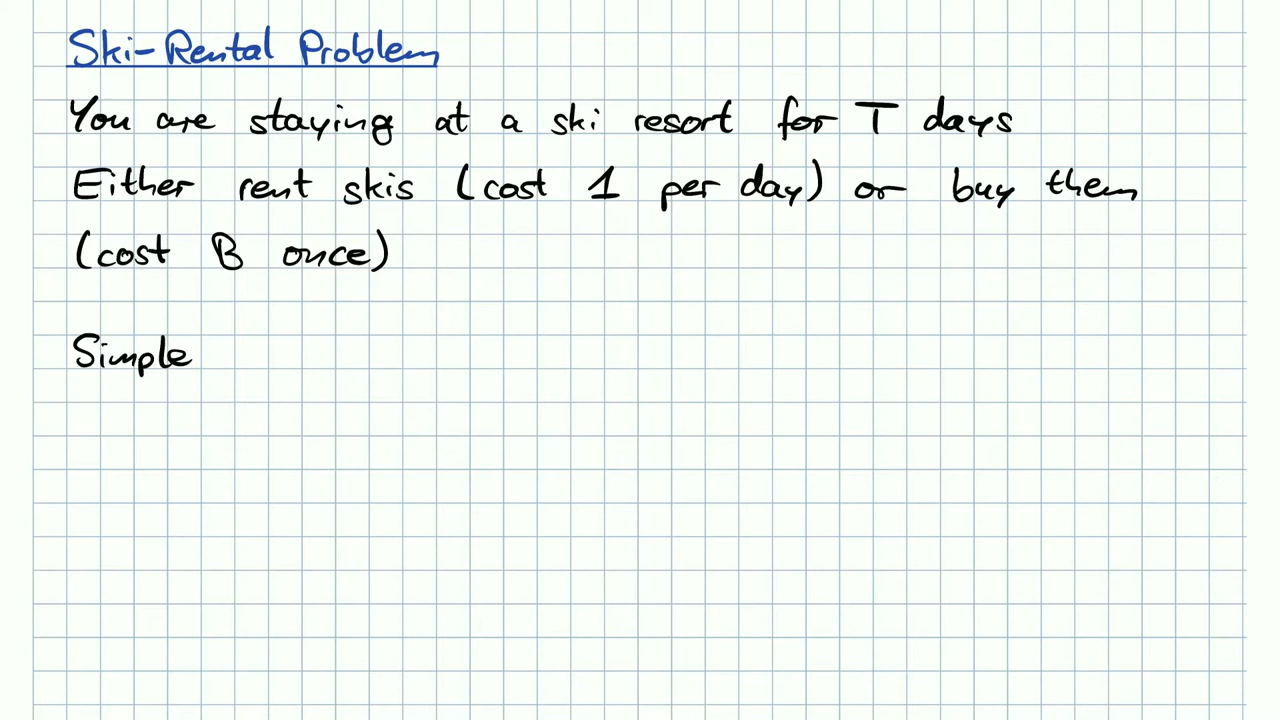 Ski-Rental Problem
You are staying at a ski resort for T days
Either rent skis (cost 1 per day) or buy them
(cost B once)
Simple